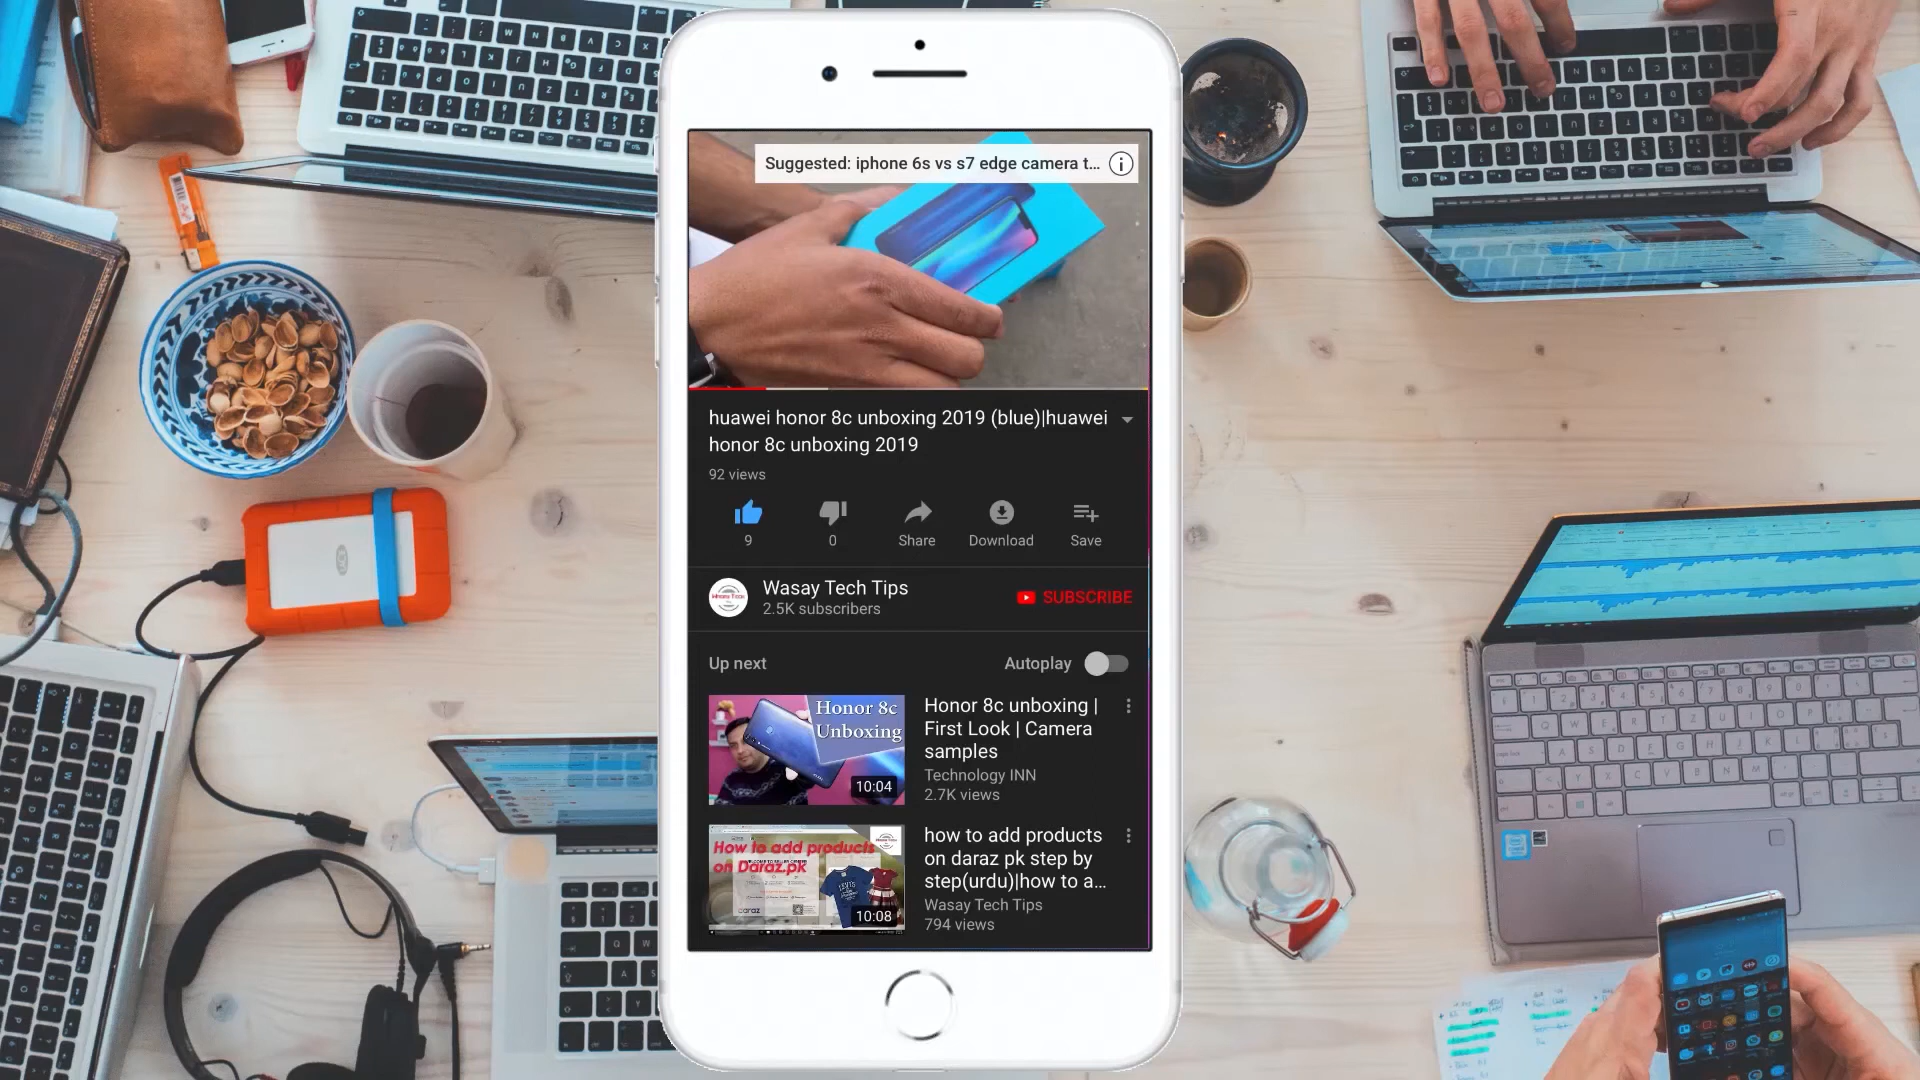 Suggested: iphone 6s vs s7 edge camera t...
huawei honor 8c unboxing 2019 (blue)|huawei
honor 8c unboxing 2019
92 views
9
0
Share
Download
Save
Wasay Tech Tips
2.5K subscribers
SUBSCRIBE
Up next
Autoplay
Honor 8c
Unboxing
10:04
Honor 8c unboxing |
First Look | Camera
samples
Technology INN
2.7K views
How to add products
on Daraz.pk
daraz
10:08
how to add products
on daraz pk step by
step(urdu)|how to a...
Wasay Tech Tips
794 views